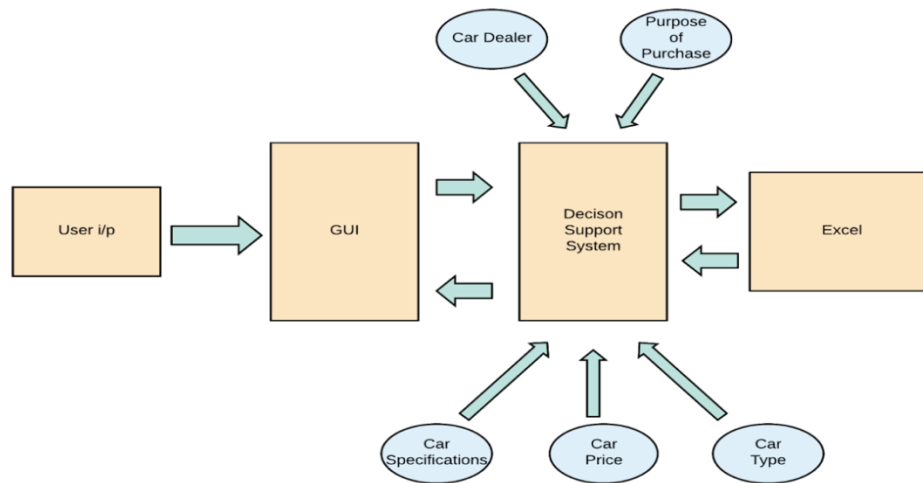 Car Dealer
Purpose
of
Purchase
User i/p
GUI
Decison
Support
System
Excel
Car
Specifications
Car
Price
Car
Type